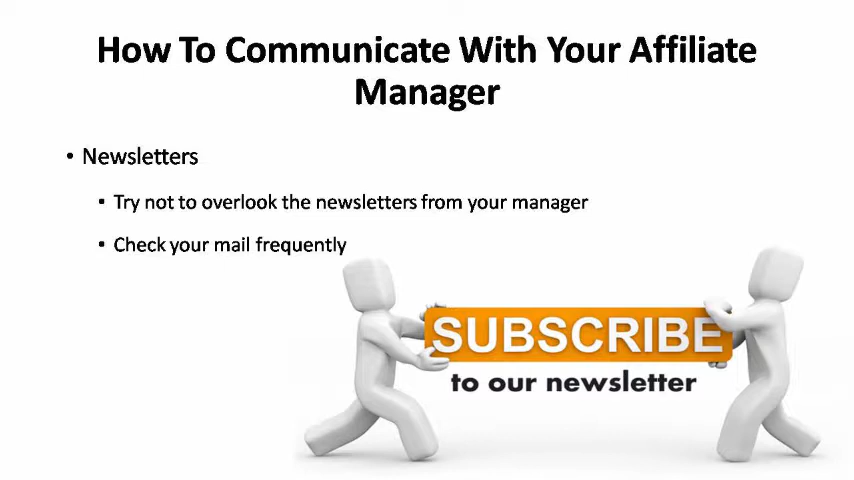 How To Communicate With Your Affiliate
Manager
• Newsletters
▪ Try not to overlook the newsletters from your manager
▪ Check your mail frequently
SUBSCRIBE
to our newsletter